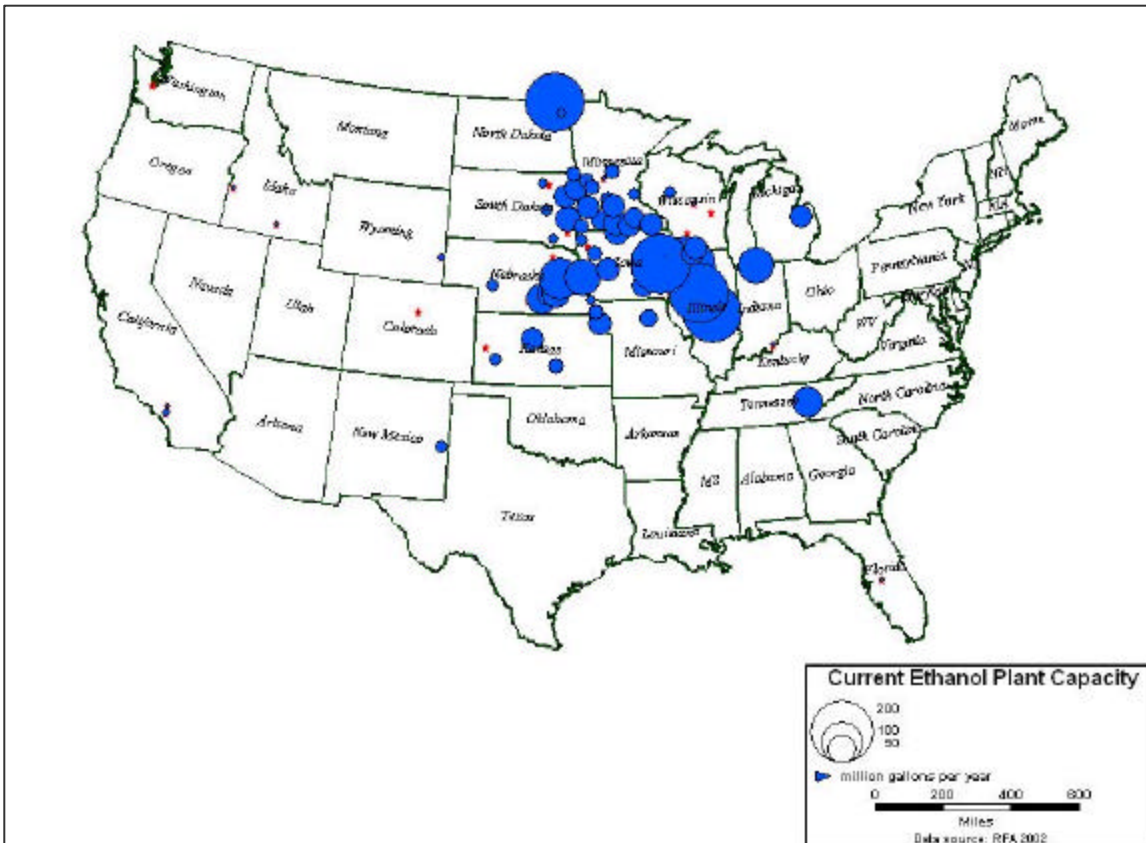 Washington
Montana
North Dakota
Minnesota
Maine
Oregon
Idaho
South Dakota
Wisconsin
Michigan
New York
NH
Wyoming
Nebraska
Iowa
Pennsylvania
NJ
Nevada
Utah
Colorado
Illinois
Indiana
Ohio
WV
Virginia
California
Kansas
Missouri
Kentucky
Arizona
New Mexico
Oklahoma
Arkansas
Tennessee
North Carolina
South Carolina
Texas
Louisiana
MS
Alabama
Georgia
Florida
Current Ethanol Plant Capacity
200
100
50
million gallons per year
0 200 400 600
Miles
Data source: RFA 2002